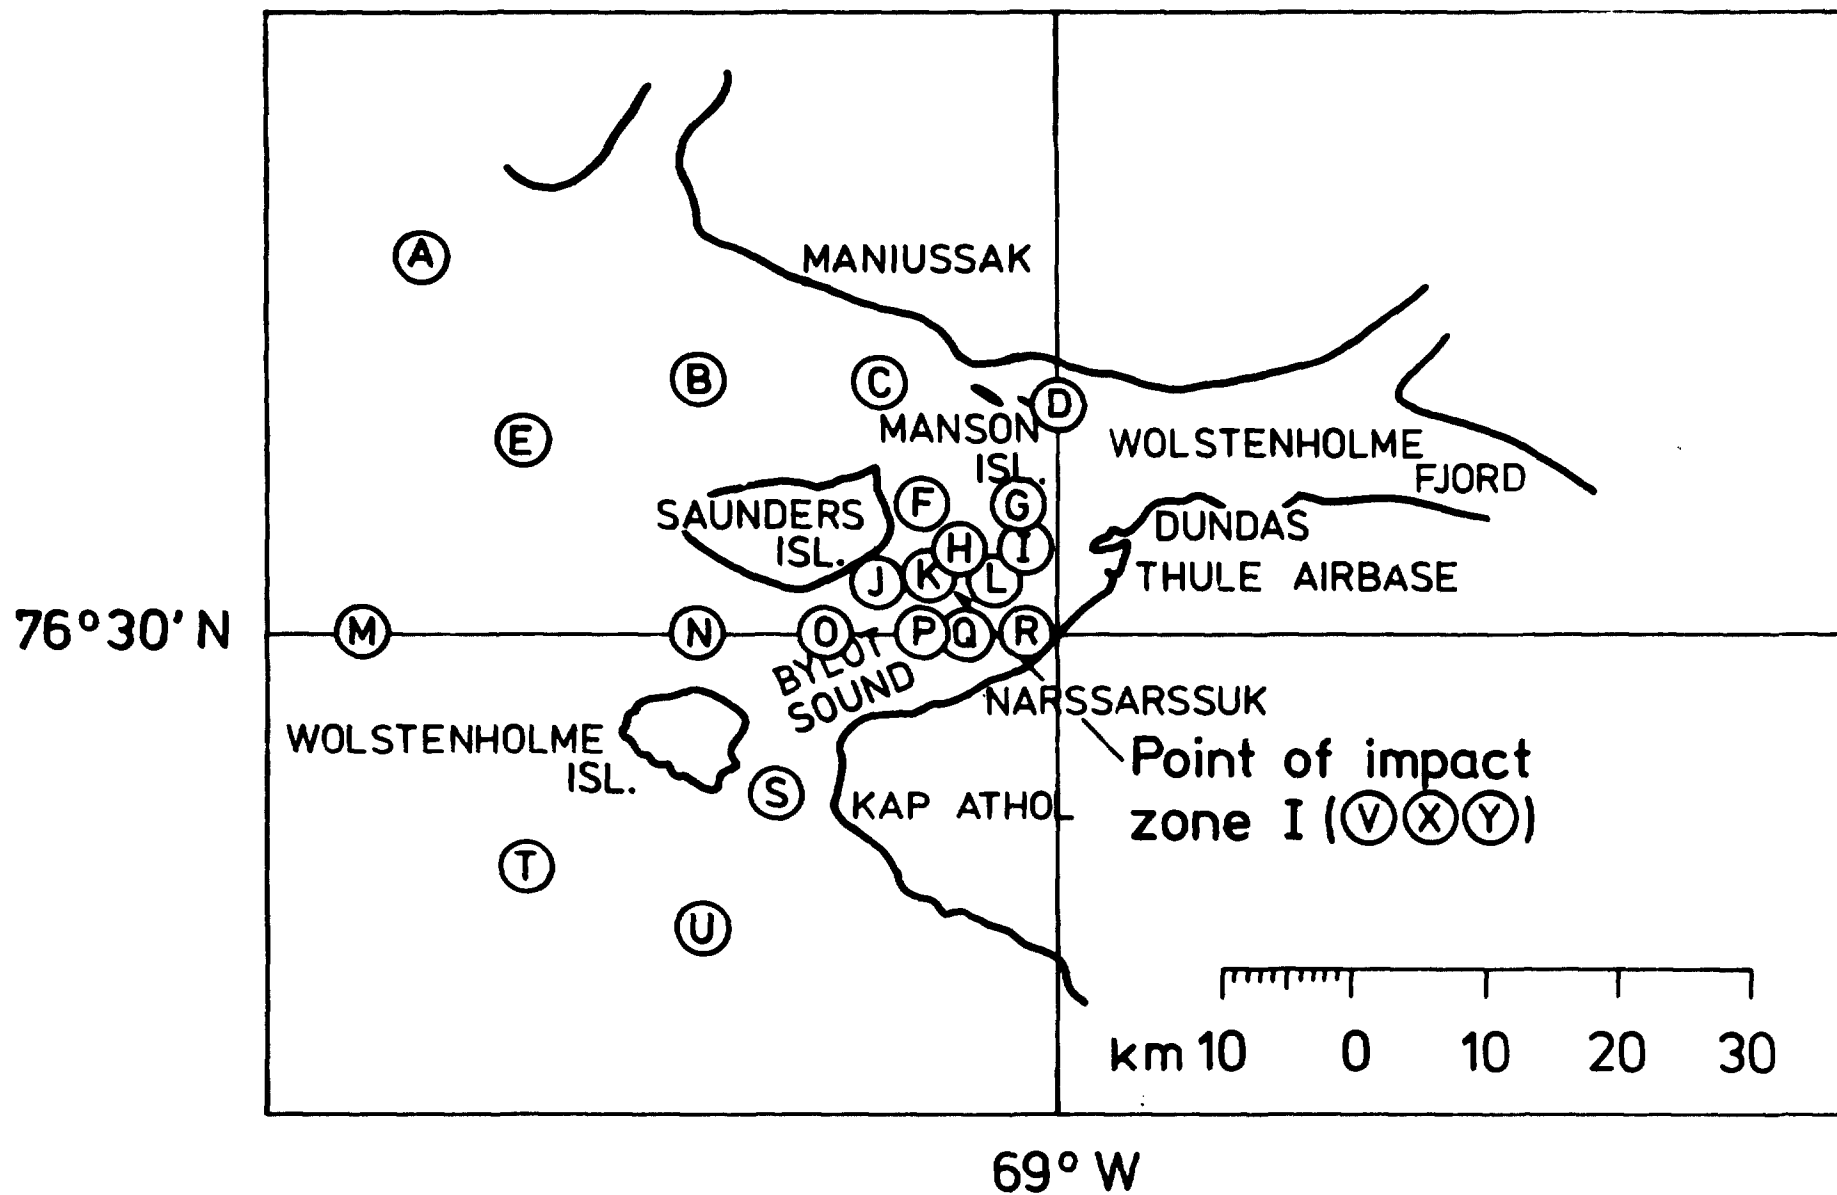 A
MANIUSSAK
B
C
D
MANSON
ISL.
E
WOLSTENHOLME
FJORD
SAUNDERS
ISL.
F
G
DUNDAS
H
I
J
K
L
THULE AIRBASE
76°30' N
M
N
O
P
Q
R
BYLOT
SOUND
NARSSARSSUK
WOLSTENHOLME
ISL.
S
KAP ATHOL
Point of impact
zone I (V X Y)
T
U
km 10 0 10 20 30
69° W